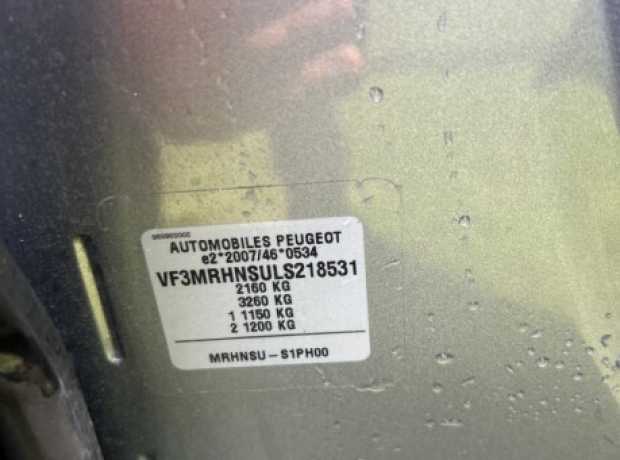 AUTOMOBILES PEUGEOT
e2*2007/46*0534
VF3MRHNSULS218531
2160 KG
3260 KG
1 1150 KG
2 1200 KG
MRHNSU - S1PH00